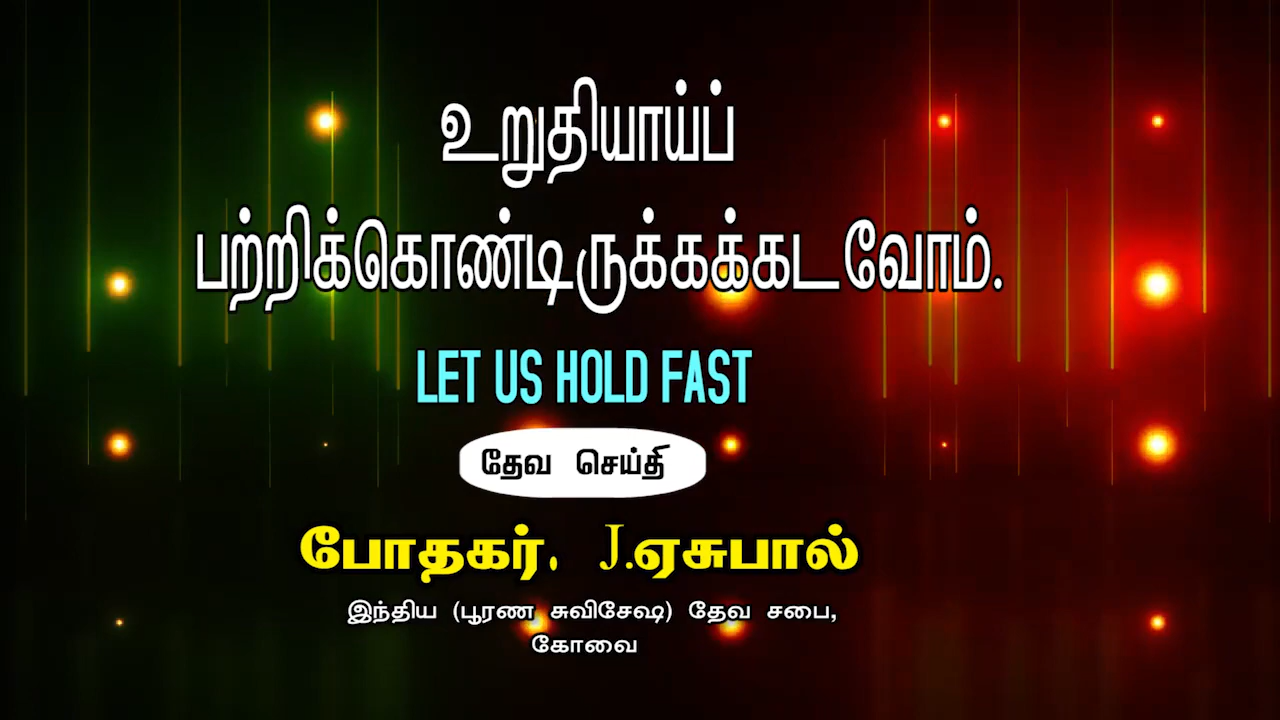 உறுதியாய்ப்
பற்றிக்கொண்டிருக்கக்கடவோம்.
LET US HOLD FAST
தேவ செய்தி
போதகர். J.ஏசுபால்
இந்திய (பூரண சுவிசேஷ) தேவ சபை,
கோவை